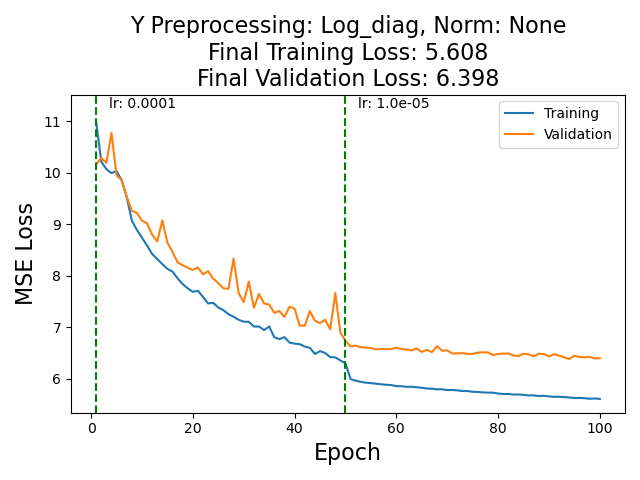 Y Preprocessing: Log_diag, Norm: None
Final Training Loss: 5.608
Final Validation Loss: 6.398
lr: 0.0001
lr: 1.0e-05
Training
Validation
MSE Loss
11
10
9
8
7
6
0
20
40
60
80
100
Epoch